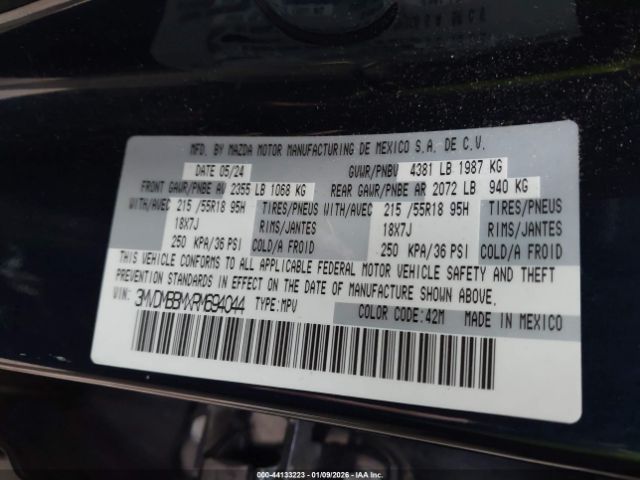 MFD. BY MAZDA MOTOR MANUFACTURING DE MEXICO S.A. DE C.V.
DATE 05/24 GVWR/PNBV 4381 LB 1987 KG
FRONT GAWR/PNBE AV 2355 LB 1068 KG REAR GAWR/PNBE AR 2072 LB 940 KG
WITH/AVEC 215 /55R18 95H TIRES/PNEUS WITH/AVEC 215 /55R18 95H TIRES/PNEUS
18X7J RIMS/JANTES 18X7J RIMS/JANTES
250 KPA/36 PSI COLD/A FROID 250 KPA/36 PSI COLD/A FROID
THIS VEHICLE CONFORMS TO ALL APPLICABLE FEDERAL MOTOR VEHICLE SAFETY AND THEFT
PREVENTION STANDARDS IN EFFECT ON THE DATE OF MANUFACTURE SHOWN ABOVE.
VIN: 3MVDMBBMXRM694044 TYPE:MPV COLOR CODE:42M MADE IN MEXICO
000-44133223 — 01/09/2026 — IAA Inc.